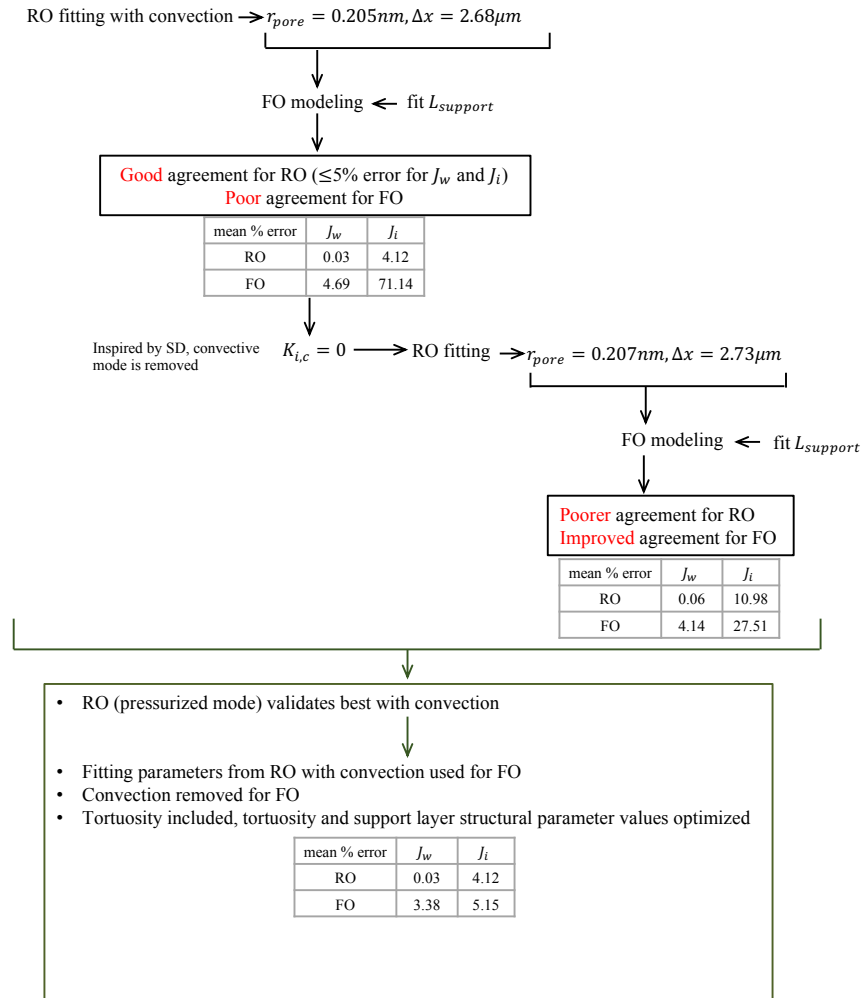 RO fitting with convection → r_pore = 0.205nm, Δx = 2.68μm
FO modeling ← fit L_support
Good agreement for RO (≤5% error for J_w and J_i)
Poor agreement for FO
mean % error J_w J_i
RO 0.03 4.12
FO 4.69 71.14
Inspired by SD, convective
mode is removed
K_i,c = 0 → RO fitting → r_pore = 0.207nm, Δx = 2.73μm
FO modeling ← fit L_support
Poorer agreement for RO
Improved agreement for FO
mean % error J_w J_i
RO 0.06 10.98
FO 4.14 27.51
• RO (pressurized mode) validates best with convection
• Fitting parameters from RO with convection used for FO
• Convection removed for FO
• Tortuosity included, tortuosity and support layer structural parameter values optimized
mean % error J_w J_i
RO 0.03 4.12
FO 3.38 5.15